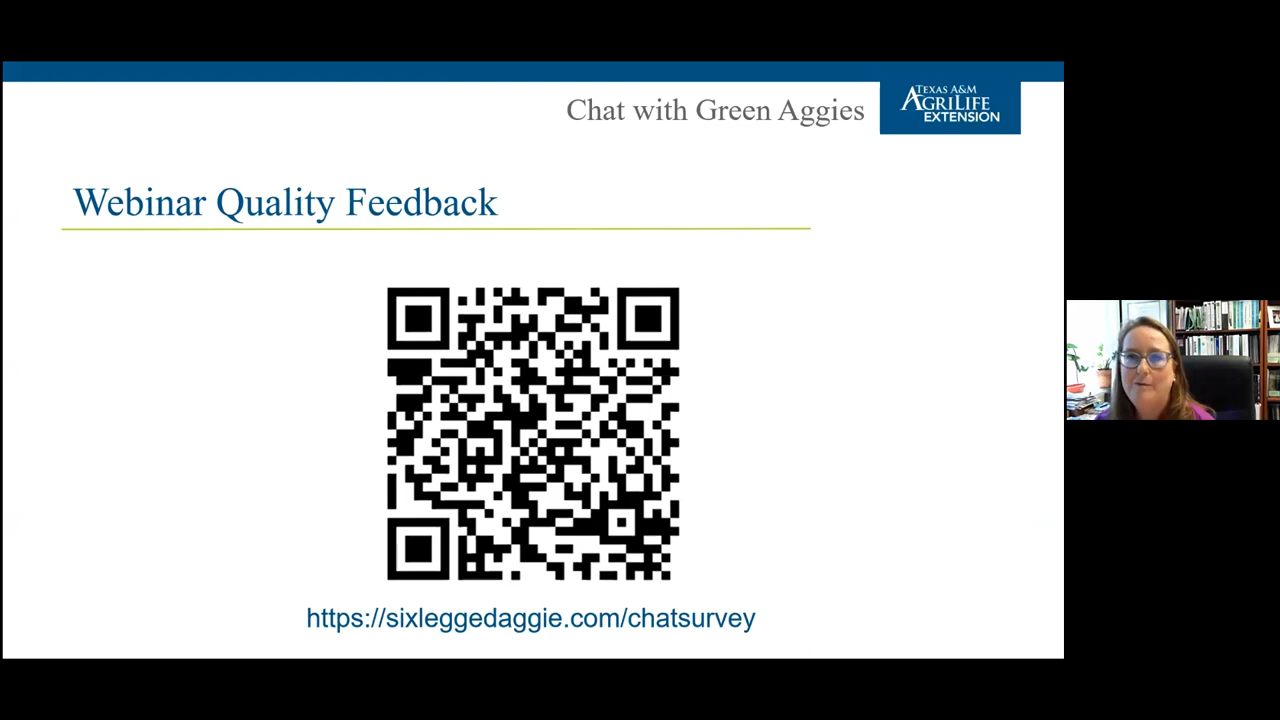 Chat with Green Aggies
TEXAS A&M
AGRILIFE
EXTENSION
Webinar Quality Feedback
https://sixleggedaggie.com/chatsurvey